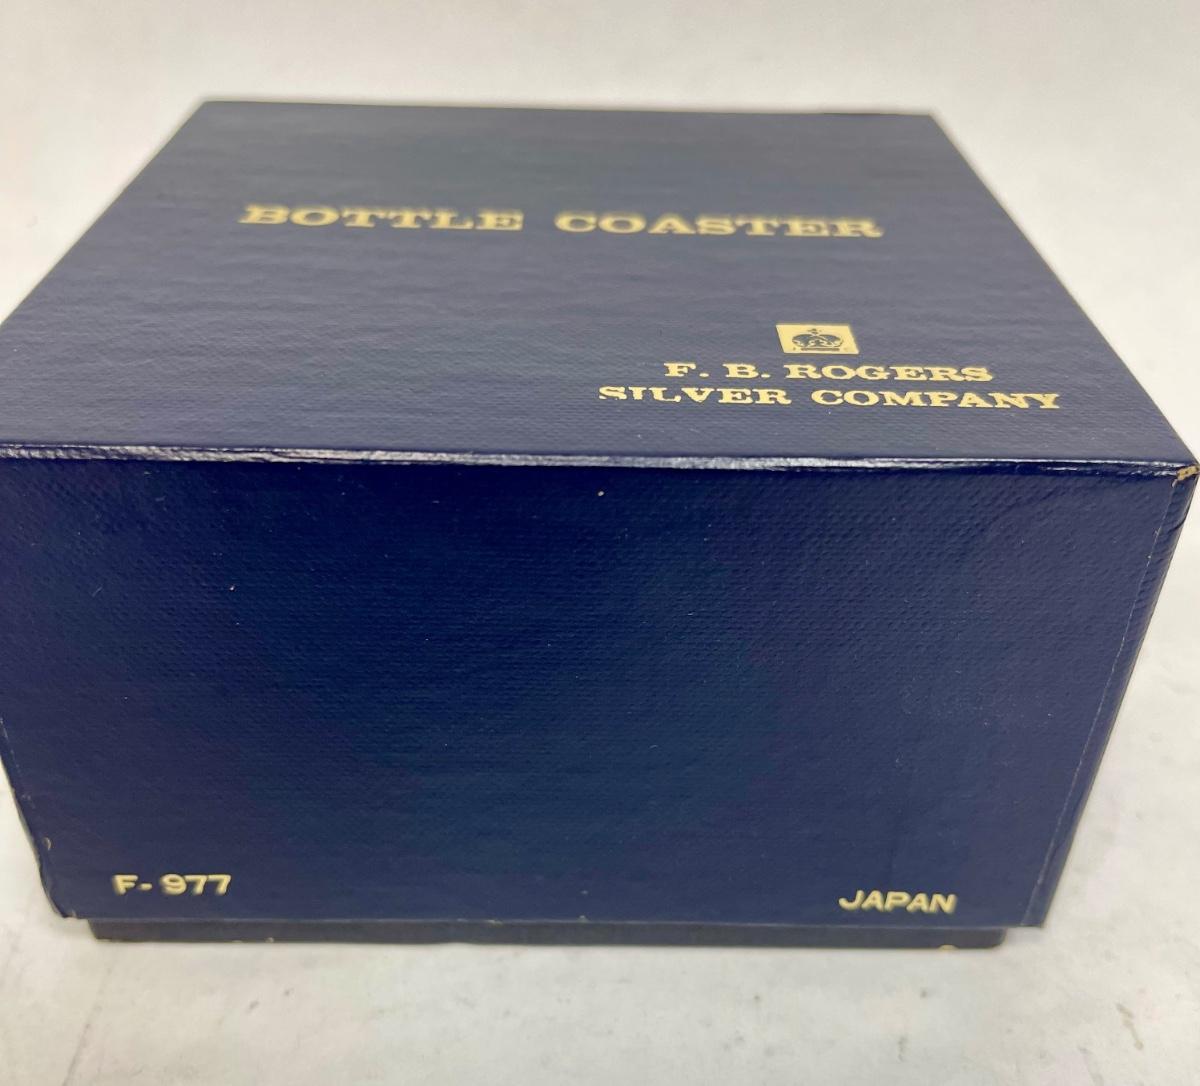 BOTTLE COASTER
F. B. ROGERS
SILVER COMPANY
F-977
JAPAN